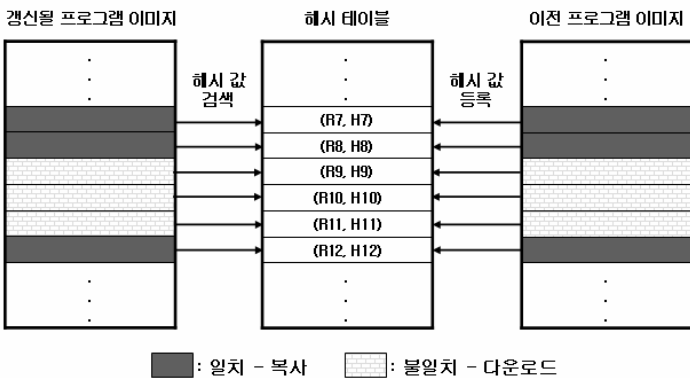 갱신될 프로그램 이미지
해시 테이블
이전 프로그램 이미지
해시 값
검색
해시 값
등록
(R7, H7)
(R8, H8)
(R9, H9)
(R10, H10)
(R11, H11)
(R12, H12)
: 일치 - 복사
: 불일치 - 다운로드